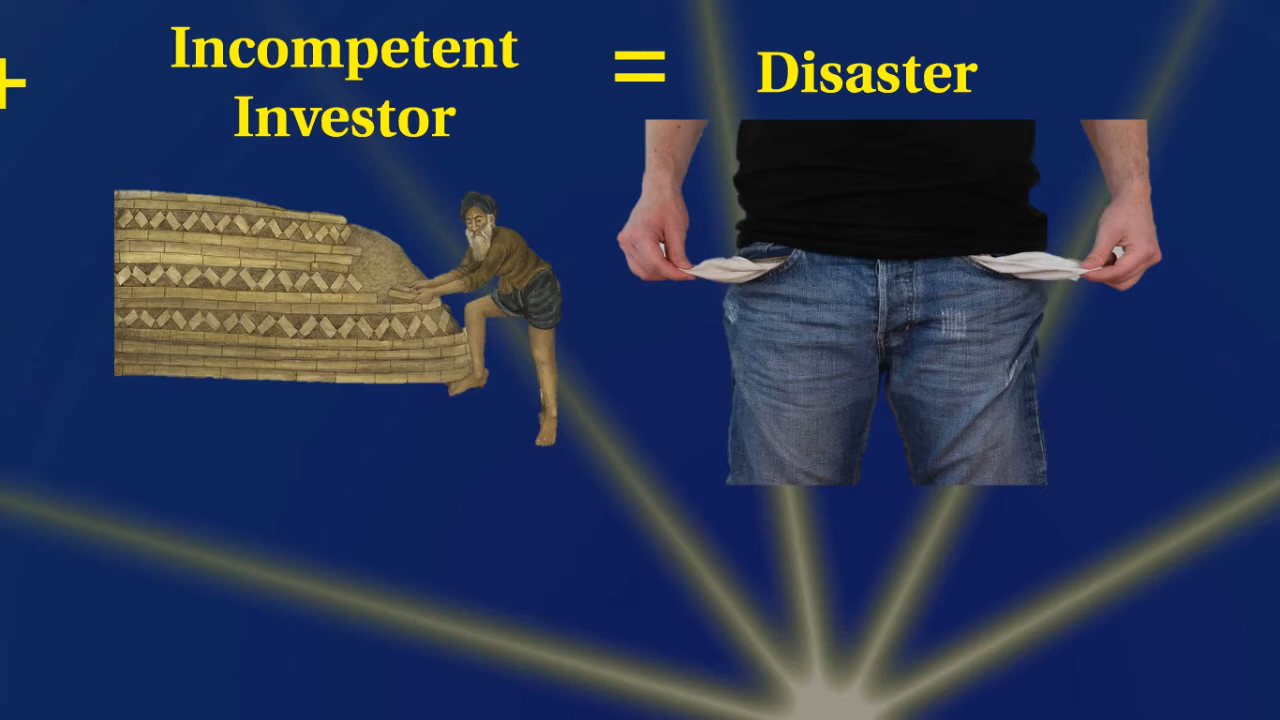 +
Incompetent
Investor
=
Disaster